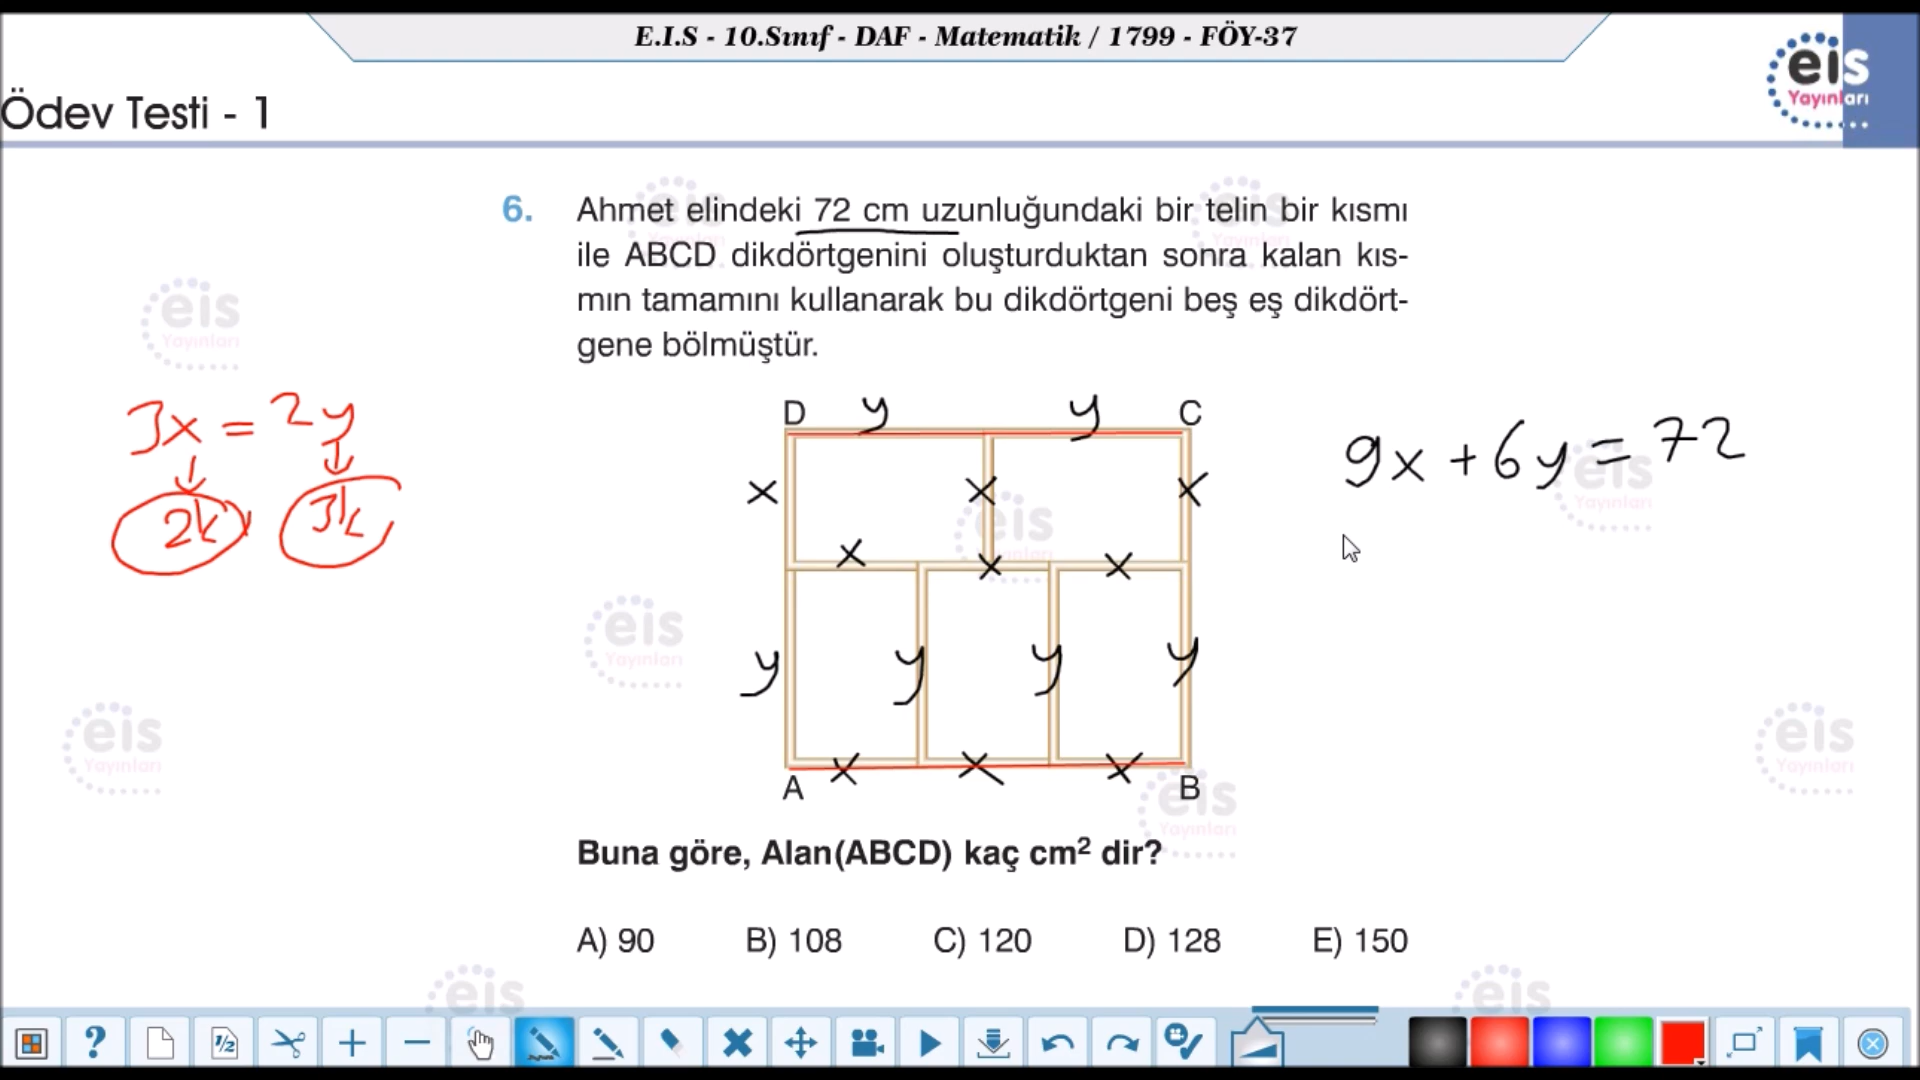 E.I.S - 10.Sınıf - DAF - Matematik / 1799 - FÖY-37
eis
Yayınları
Ödev Testi - 1
6. Ahmet elindeki 72 cm uzunluğundaki bir telin bir kısmı
ile ABCD dikdörtgenini oluşturduktan sonra kalan kıs-
mın tamamını kullanarak bu dikdörtgeni beş eş dikdört-
gene bölmüştür.
3x = 2y
2k 3k
D y y C
x x x
x x x
y y y y
x x x
A B
9x + 6y = 72
Buna göre, Alan(ABCD) kaç cm² dir?
A) 90 B) 108 C) 120 D) 128 E) 150